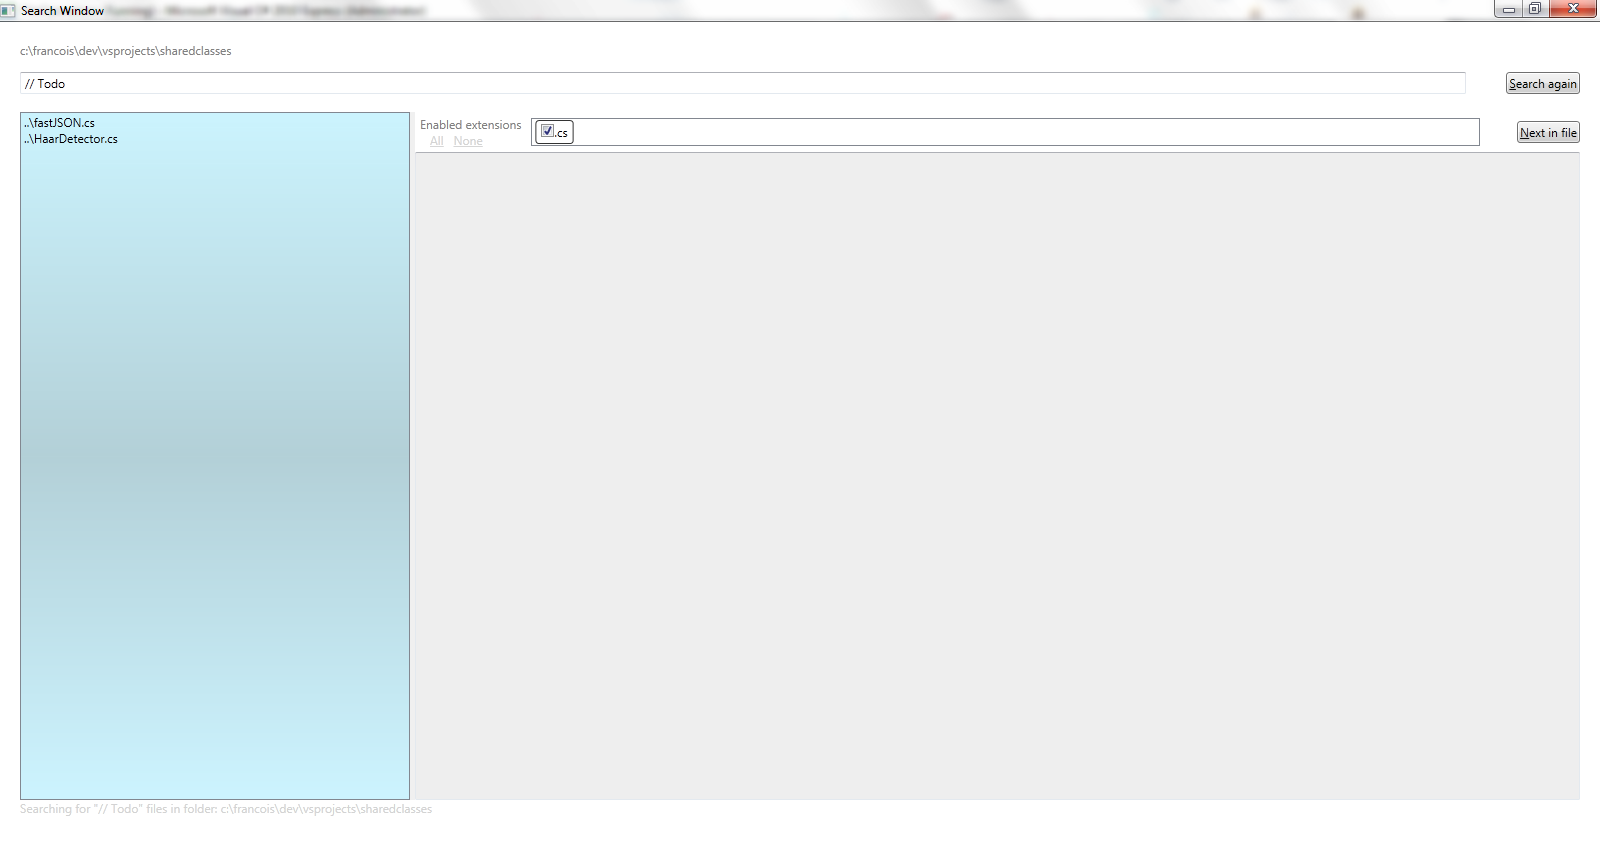 Search Window
c:\francois\dev\vsprojects\sharedclasses
// Todo
Search again
..\fastJSON.cs
..\HaarDetector.cs
Enabled extensions
All None
.cs
Next in file
Searching for "// Todo" files in folder: c:\francois\dev\vsprojects\sharedclasses